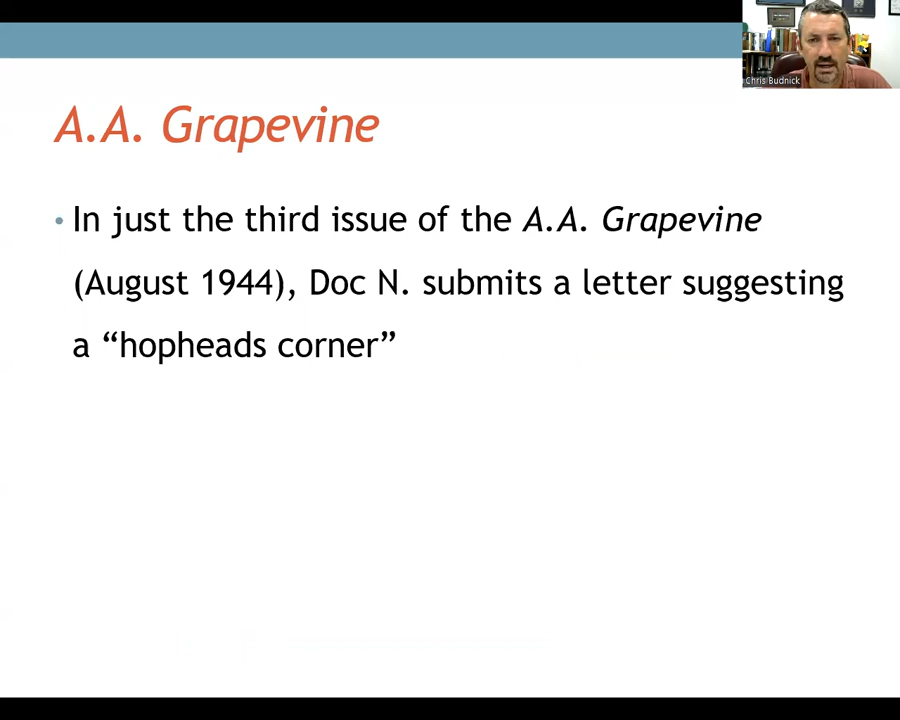 Chris Budnick
A.A. Grapevine
• In just the third issue of the A.A. Grapevine
(August 1944), Doc N. submits a letter suggesting
a “hopheads corner”